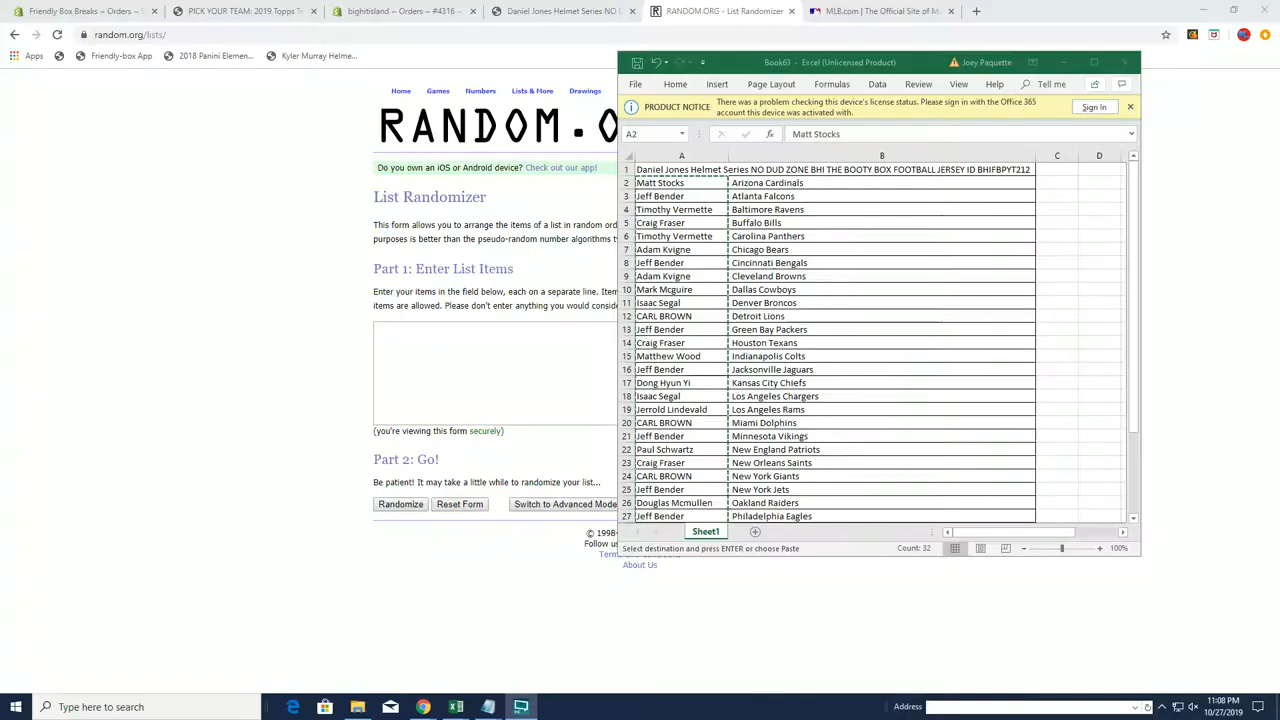 Friendly Box Breaks ~ Orders ~ S
PICK YOUR TEAM: 2019 Topps T
bightisland ~ Orders ~ #4316 ~
Daniel Jones Helmet Series NO
RANDOM.ORG - List Randomizer
MLB.com | The Official Site of M
random.org/lists/
Apps
Friendly-box App
2018 Panini Elemen...
Kyler Murray Helme...
Home Games Numbers Lists & More Drawings
RANDOM.O
Do you own an iOS or Android device? Check out our app!
List Randomizer
This form allows you to arrange the items of a list in random ord
purposes is better than the pseudo-random number algorithms t
Part 1: Enter List Items
Enter your items in the field below, each on a separate line. Item
items are allowed. Please don't enter anything you would conside
(you're viewing this form securely)
Part 2: Go!
Be patient! It may take a little while to randomize your list...
Randomize Reset Form Switch to Advanced Mode
© 1998-
Follow us
About Us
Book63 - Excel (Unlicensed Product)
Joey Paquette
File Home Insert Page Layout Formulas Data Review View Help Tell me
PRODUCT NOTICE
There was a problem checking this device's license status. Please sign in with the Office 365
account this device was activated with.
Sign In
A2
fx
Matt Stocks
A B C D
1 Daniel Jones Helmet Series NO DUD ZONE BHI THE BOOTY BOX FOOTBALL JERSEY ID BHIFBPYT212
2 Matt Stocks Arizona Cardinals
3 Jeff Bender Atlanta Falcons
4 Timothy Vermette Baltimore Ravens
5 Craig Fraser Buffalo Bills
6 Timothy Vermette Carolina Panthers
7 Adam Kvigne Chicago Bears
8 Jeff Bender Cincinnati Bengals
9 Adam Kvigne Cleveland Browns
10 Mark Mcguire Dallas Cowboys
11 Isaac Segal Denver Broncos
12 CARL BROWN Detroit Lions
13 Jeff Bender Green Bay Packers
14 Craig Fraser Houston Texans
15 Matthew Wood Indianapolis Colts
16 Jeff Bender Jacksonville Jaguars
17 Dong Hyun Yi Kansas City Chiefs
18 Isaac Segal Los Angeles Chargers
19 Jerrold Lindevald Los Angeles Rams
20 CARL BROWN Miami Dolphins
21 Jeff Bender Minnesota Vikings
22 Paul Schwartz New England Patriots
23 Craig Fraser New Orleans Saints
24 CARL BROWN New York Giants
25 Jeff Bender New York Jets
26 Douglas Mcmullen Oakland Raiders
27 Jeff Bender Philadelphia Eagles
Sheet1
Select destination and press ENTER or choose Paste
Count: 32
100%
Type here to search
Address
11:08 PM
10/27/2019